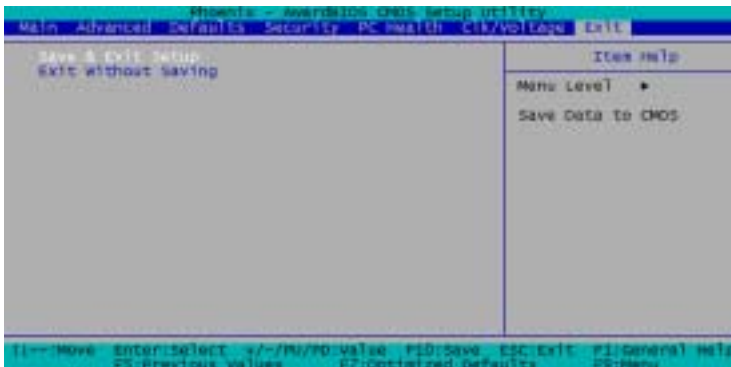 Phoenix - AwardBIOS CMOS Setup Utility
Main Advanced Defaults Security PC Health Clk/Voltage Exit
Save & Exit Setup
Exit Without Saving
Item Help
Menu Level ▸
Save Data to CMOS
:Move Enter:Select +/-/PU/PD:Value F10:Save ESC:Exit F1:General Help
F5:Previous Values F7:Optimized Defaults F9:Menu